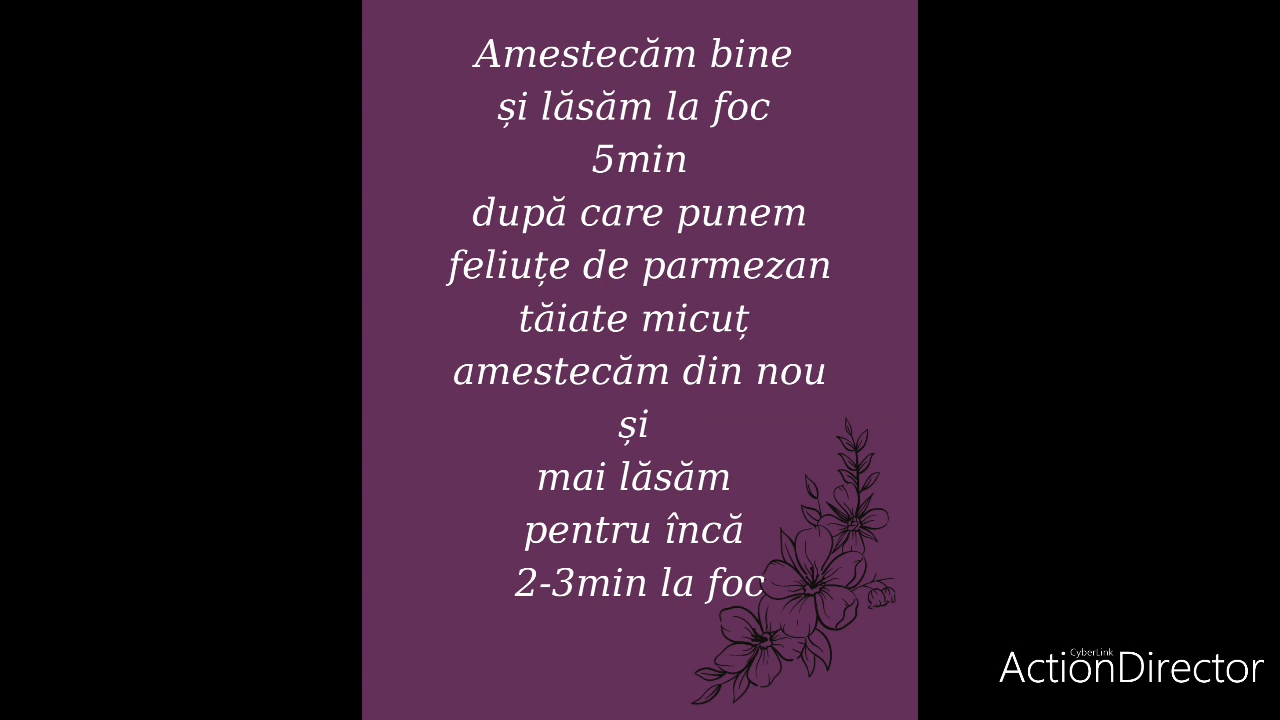 Amestecăm bine
și lăsăm la foc
5min
după care punem
feliuțe de parmezan
tăiate micuț
amestecăm din nou
și
mai lăsăm
pentru încă
2-3min la foc
CyberLink
ActionDirector